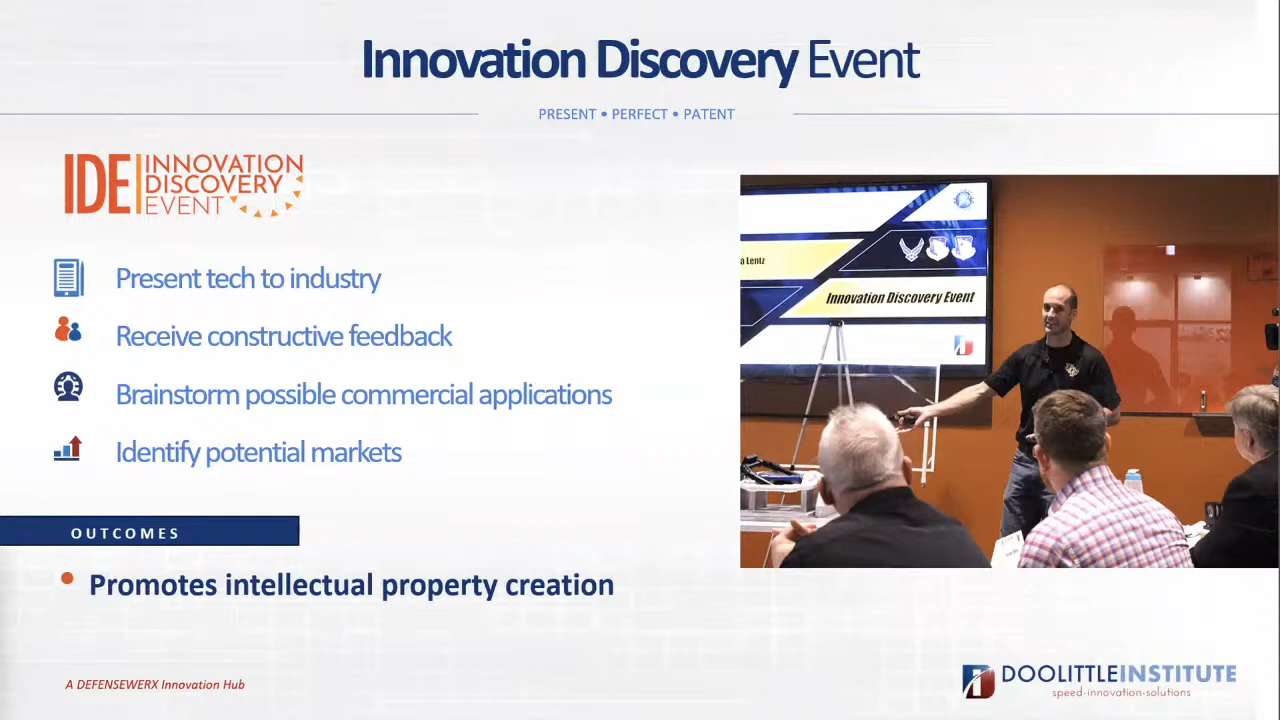 Innovation Discovery Event
PRESENT • PERFECT • PATENT
IDE
INNOVATION
DISCOVERY
EVENT
Present tech to industry
Receive constructive feedback
Brainstorm possible commercial applications
Identify potential markets
a Lentz
Innovation Discovery Event
OUTCOMES
• Promotes intellectual property creation
A DEFENSEWERX Innovation Hub
DOOLITTLEINSTITUTE
speed-innovation-solutions